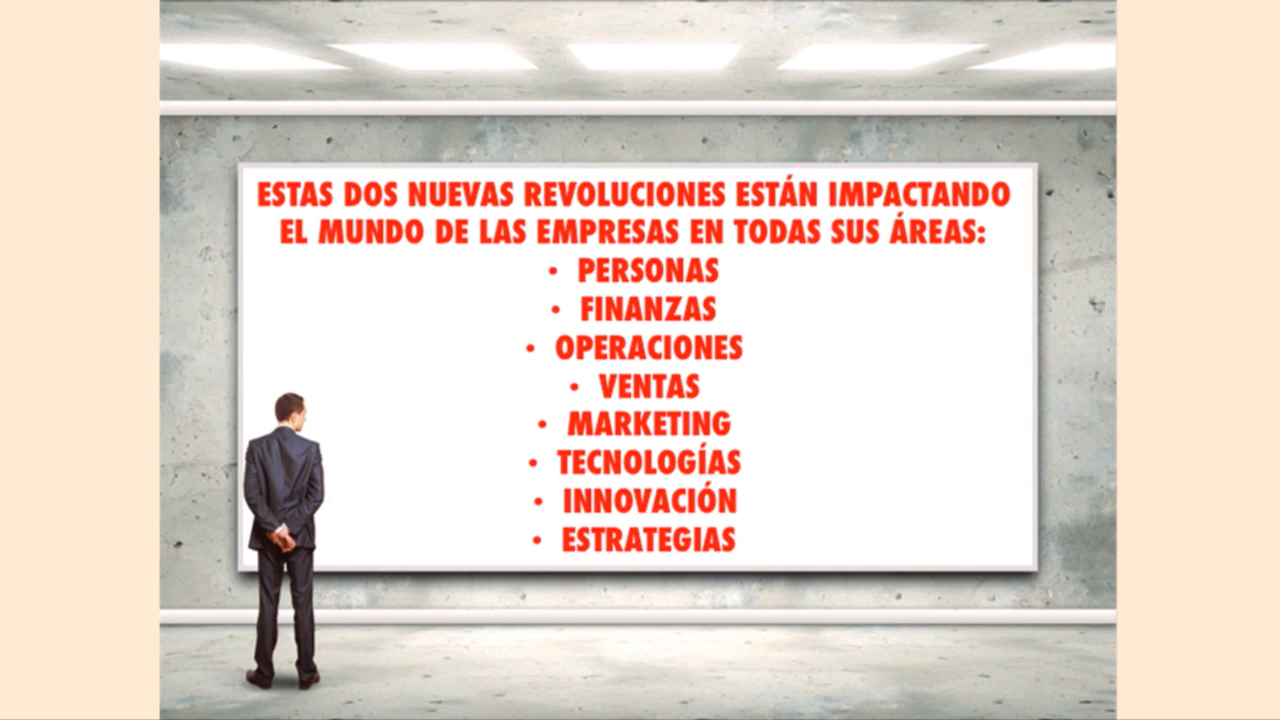 ESTAS DOS NUEVAS REVOLUCIONES ESTÁN IMPACTANDO
EL MUNDO DE LAS EMPRESAS EN TODAS SUS ÁREAS:
• PERSONAS
• FINANZAS
• OPERACIONES
• VENTAS
• MARKETING
• TECNOLOGÍAS
• INNOVACIÓN
• ESTRATEGIAS